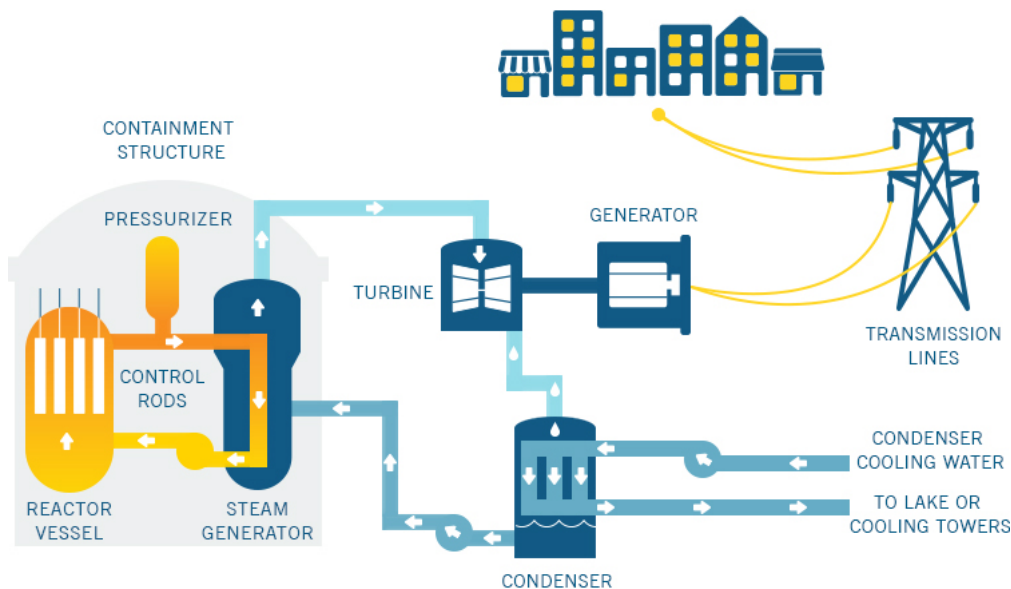 CONTAINMENT
STRUCTURE
PRESSURIZER
GENERATOR
TURBINE
TRANSMISSION
LINES
CONTROL
RODS
CONDENSER
COOLING WATER
REACTOR
VESSEL
STEAM
GENERATOR
TO LAKE OR
COOLING TOWERS
CONDENSER